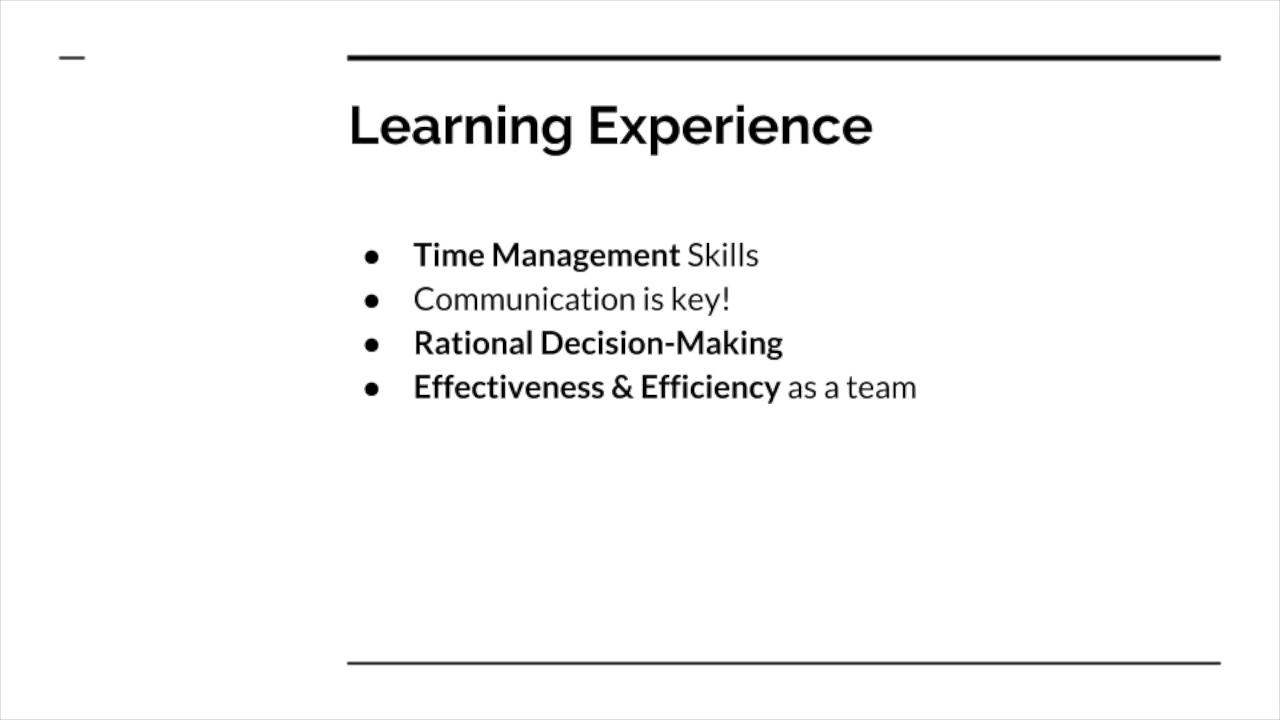 Learning Experience
● Time Management Skills
● Communication is key!
● Rational Decision-Making
● Effectiveness & Efficiency as a team